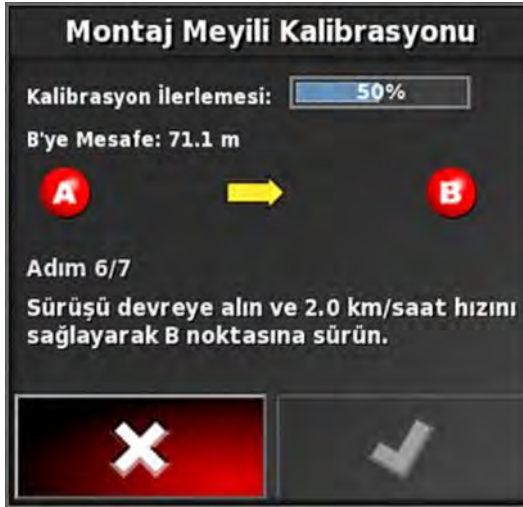 Montaj Meyili Kalibrasyonu
Kalibrasyon İlerlemesi: 50%
B'ye Mesafe: 71.1 m
A B
Adım 6/7
Sürüşü devreye alın ve 2.0 km/saat hızını
sağlayarak B noktasına sürün.